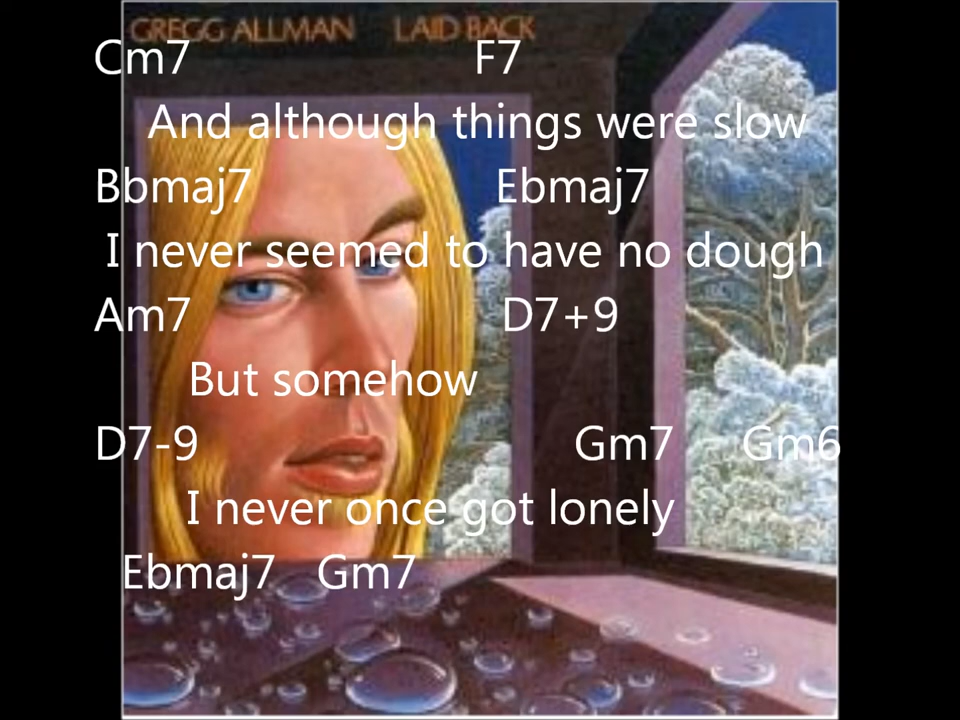 GREGG ALLMAN LAID BACK
Cm7 F7
And although things were slow
Bbmaj7 Ebmaj7
I never seemed to have no dough
Am7 D7+9
But somehow
D7-9 Gm7 Gm6
I never once got lonely
Ebmaj7 Gm7